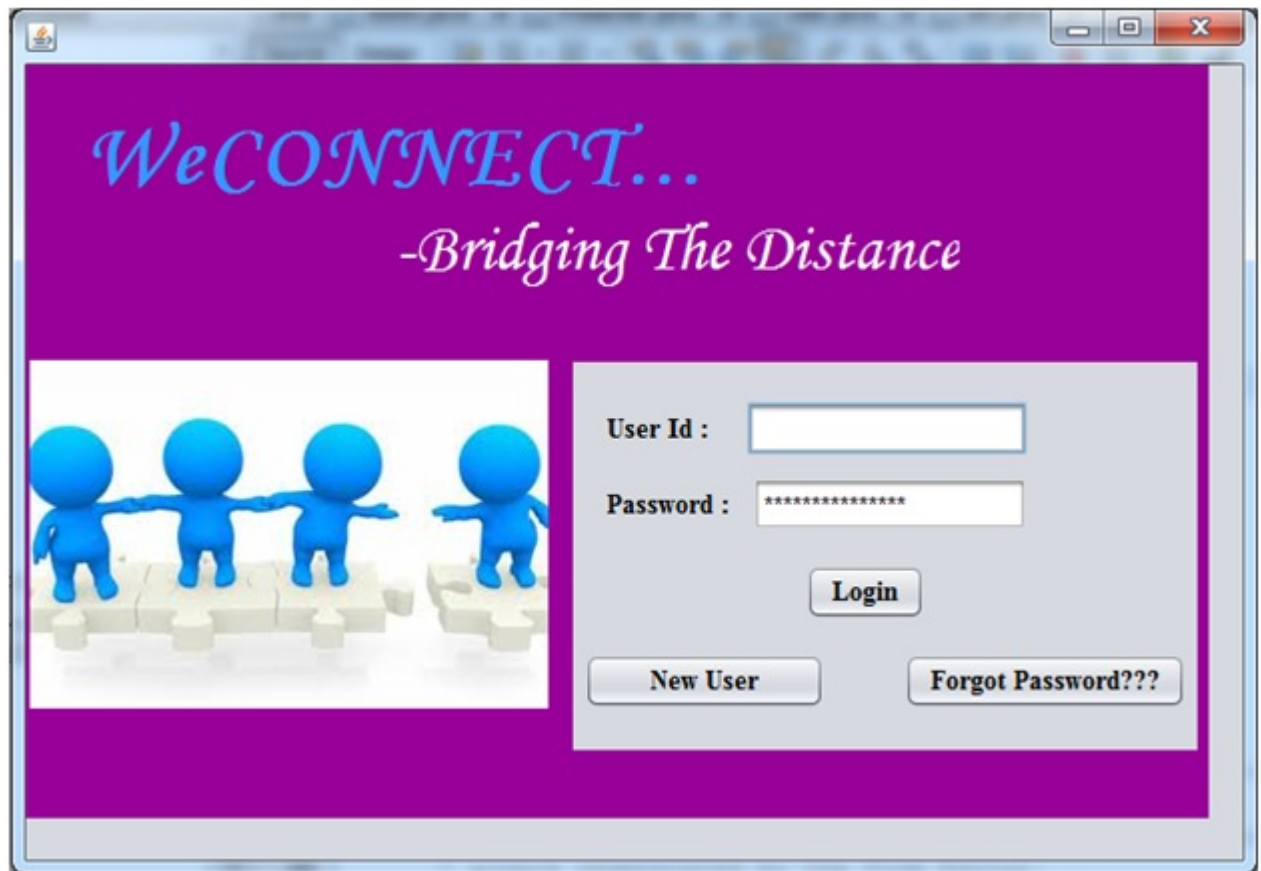 WeCONNECT...
-Bridging The Distance
User Id :
Password : ***************
Login
New User
Forgot Password???